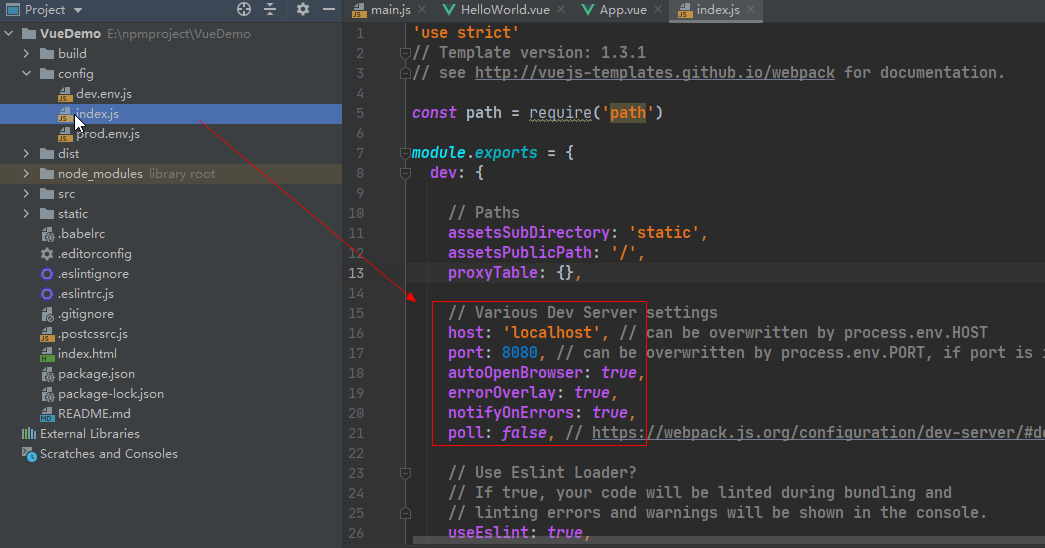 Project
VueDemo E:\npmproject\VueDemo
build
config
dev.env.js
index.js
prod.env.js
dist
node_modules library root
src
static
.babelrc
.editorconfig
.eslintignore
.eslintrc.js
.gitignore
.postcssrc.js
index.html
package.json
package-lock.json
README.md
External Libraries
Scratches and Consoles
main.js HelloWorld.vue App.vue index.js
1 'use strict'
2 // Template version: 1.3.1
3 // see http://vuejs-templates.github.io/webpack for documentation.
4
5 const path = require('path')
6
7 module.exports = {
8 dev: {
9
10 // Paths
11 assetsSubDirectory: 'static',
12 assetsPublicPath: '/',
13 proxyTable: {},
14
15 // Various Dev Server settings
16 host: 'localhost', // can be overwritten by process.env.HOST
17 port: 8080, // can be overwritten by process.env.PORT, if port is
18 autoOpenBrowser: true,
19 errorOverlay: true,
20 notifyOnErrors: true,
21 poll: false, // https://webpack.js.org/configuration/dev-server/#de
22
23 // Use Eslint Loader?
24 // If true, your code will be linted during bundling and
25 // linting errors and warnings will be shown in the console.
26 useEslint: true,